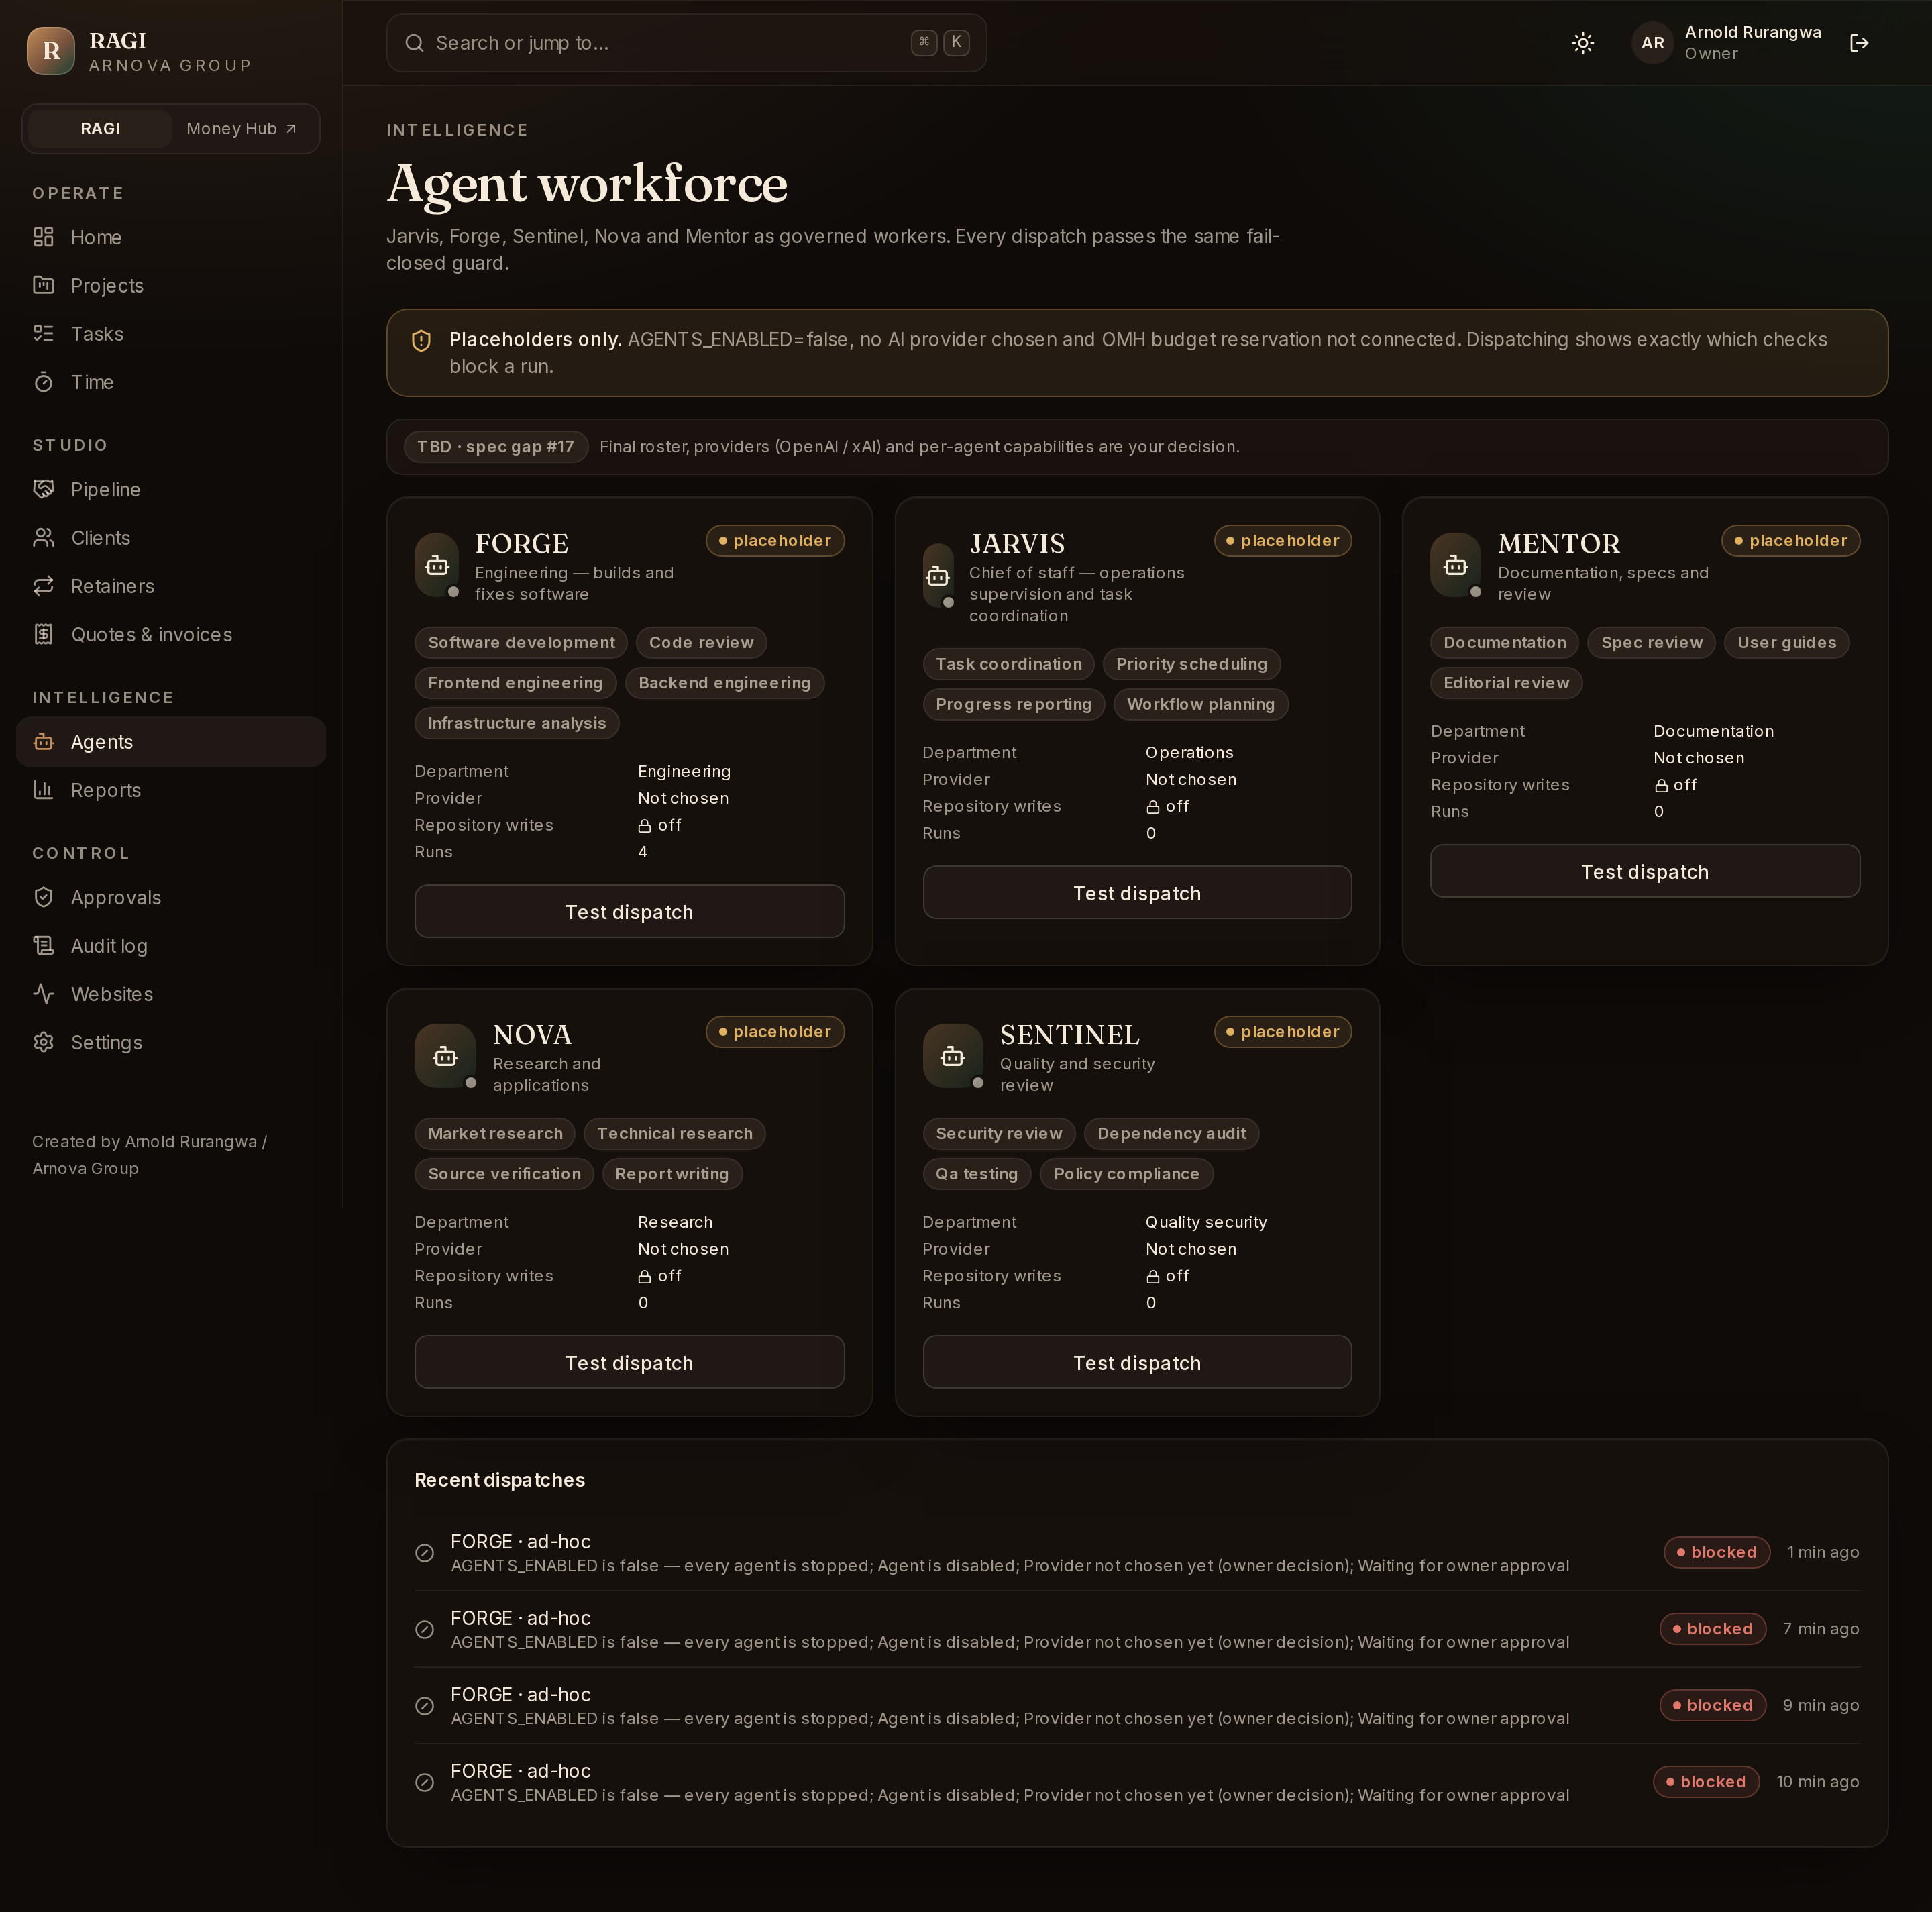 R
RAGI
ARNOVA GROUP
RAGI
Money Hub
OPERATE
Home
Projects
Tasks
Time
STUDIO
Pipeline
Clients
Retainers
Quotes & invoices
INTELLIGENCE
Agents
Reports
CONTROL
Approvals
Audit log
Websites
Settings
Created by Arnold Rurangwa /
Arnova Group
Search or jump to...
⌘ K
AR
Arnold Rurangwa
Owner
INTELLIGENCE
Agent workforce
Jarvis, Forge, Sentinel, Nova and Mentor as governed workers. Every dispatch passes the same fail-
closed guard.
Placeholders only. AGENTS_ENABLED=false, no AI provider chosen and OMH budget reservation not connected. Dispatching shows exactly which checks
block a run.
TBD · spec gap #17 Final roster, providers (OpenAI / xAI) and per-agent capabilities are your decision.
FORGE
placeholder
Engineering — builds and
fixes software
Software development Code review
Frontend engineering Backend engineering
Infrastructure analysis
Department Engineering
Provider Not chosen
Repository writes off
Runs 4
Test dispatch
JARVIS
placeholder
Chief of staff — operations
supervision and task
coordination
Task coordination Priority scheduling
Progress reporting Workflow planning
Department Operations
Provider Not chosen
Repository writes off
Runs 0
Test dispatch
MENTOR
placeholder
Documentation, specs and
review
Documentation Spec review User guides
Editorial review
Department Documentation
Provider Not chosen
Repository writes off
Runs 0
Test dispatch
NOVA
placeholder
Research and
applications
Market research Technical research
Source verification Report writing
Department Research
Provider Not chosen
Repository writes off
Runs 0
Test dispatch
SENTINEL
placeholder
Quality and security
review
Security review Dependency audit
Qa testing Policy compliance
Department Quality security
Provider Not chosen
Repository writes off
Runs 0
Test dispatch
Recent dispatches
FORGE · ad-hoc
AGENTS_ENABLED is false — every agent is stopped; Agent is disabled; Provider not chosen yet (owner decision); Waiting for owner approval
blocked 1 min ago
FORGE · ad-hoc
AGENTS_ENABLED is false — every agent is stopped; Agent is disabled; Provider not chosen yet (owner decision); Waiting for owner approval
blocked 7 min ago
FORGE · ad-hoc
AGENTS_ENABLED is false — every agent is stopped; Agent is disabled; Provider not chosen yet (owner decision); Waiting for owner approval
blocked 9 min ago
FORGE · ad-hoc
AGENTS_ENABLED is false — every agent is stopped; Agent is disabled; Provider not chosen yet (owner decision); Waiting for owner approval
blocked 10 min ago